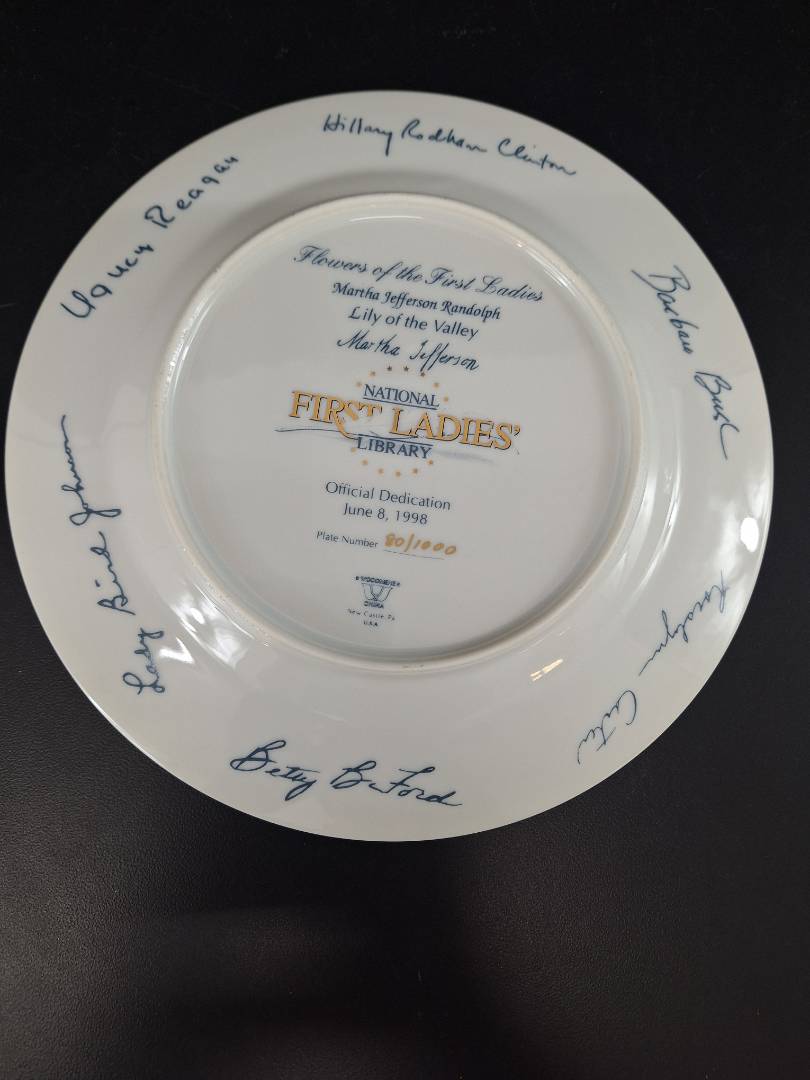 Hillary Rodham Clinton
Barbara Bush
Rosalynn Carter
Betty B. Ford
Lady Bird Johnson
Nancy Reagan
Flowers of the First Ladies
Martha Jefferson Randolph
Lily of the Valley
Martha Jefferson
NATIONAL
FIRST LADIES'
LIBRARY
Official Dedication
June 8, 1998
Plate Number 80/1000
CHINA
New Castle, Pa.
USA